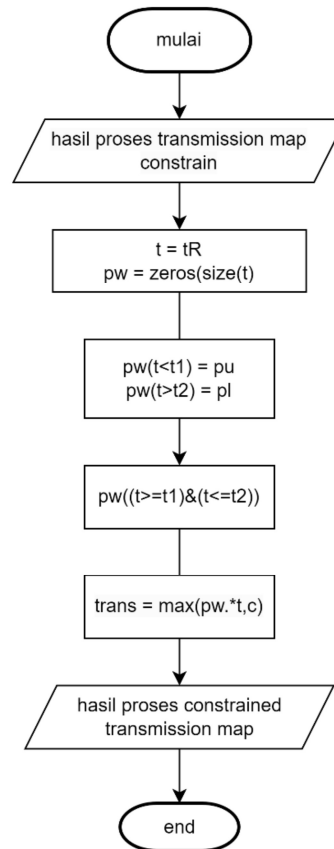 mulai
hasil proses transmission map
constrain
t = tR
pw = zeros(size(t)
pw(t<t1) = pu
pw(t>t2) = pl
pw((t>=t1)&(t<=t2))
trans = max(pw.*t,c)
hasil proses constrained
transmission map
end